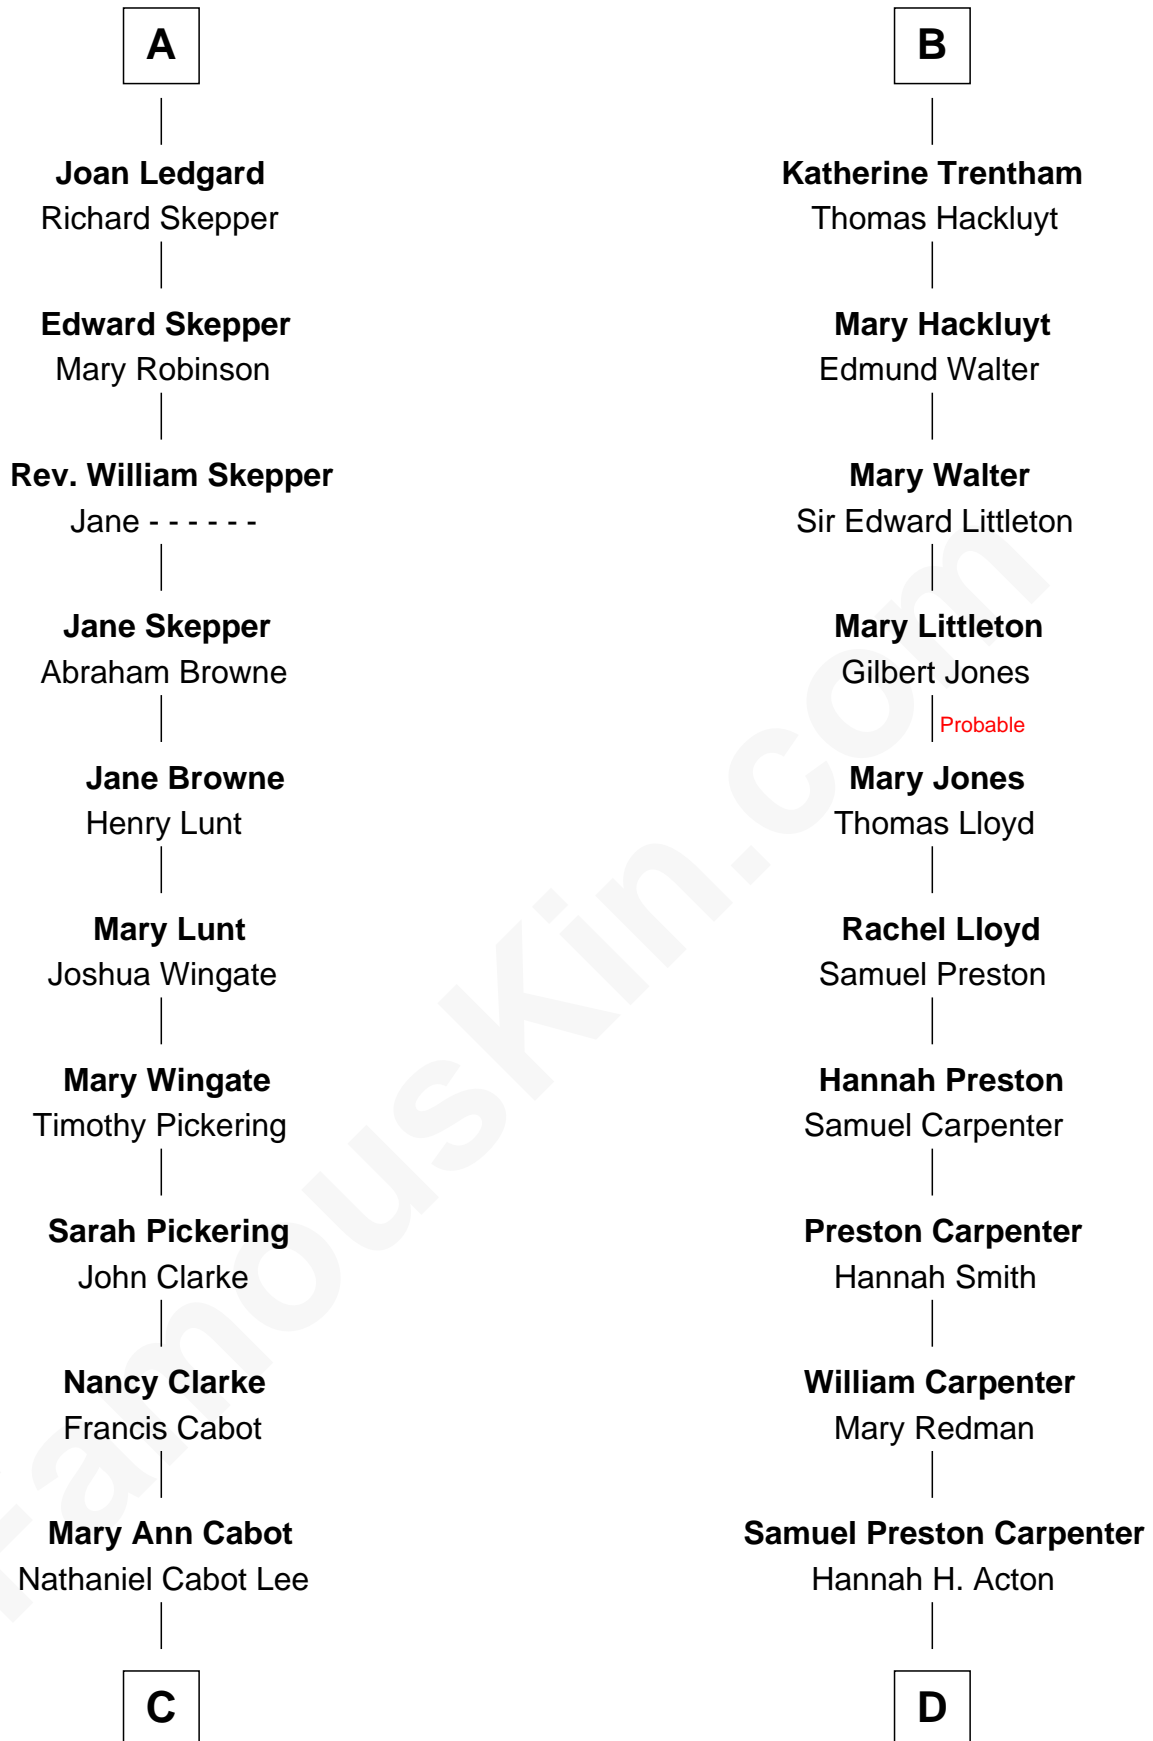 A
Joan Ledgard
Richard Skepper
Edward Skepper
Mary Robinson
Rev. William Skepper
Jane - - - - - -
Jane Skepper
Abraham Browne
Jane Browne
Henry Lunt
Mary Lunt
Joshua Wingate
Mary Wingate
Timothy Pickering
Sarah Pickering
John Clarke
Nancy Clarke
Francis Cabot
Mary Ann Cabot
Nathaniel Cabot Lee
C
B
Katherine Trentham
Thomas Hackluyt
Mary Hackluyt
Edmund Walter
Mary Walter
Sir Edward Littleton
Mary Littleton
Gilbert Jones
Probable
Mary Jones
Thomas Lloyd
Rachel Lloyd
Samuel Preston
Hannah Preston
Samuel Carpenter
Preston Carpenter
Hannah Smith
William Carpenter
Mary Redman
Samuel Preston Carpenter
Hannah H. Acton
D
FamousKin.com